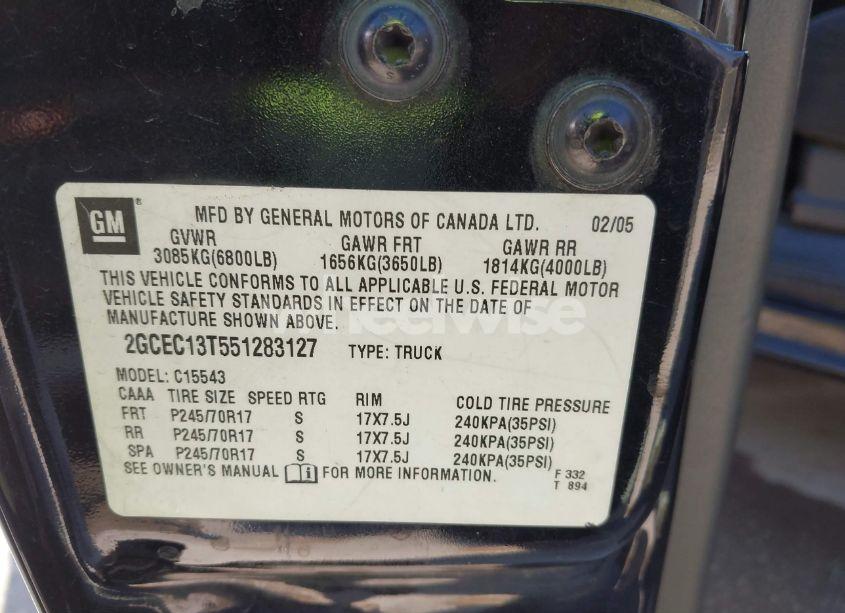 GM
MFD BY GENERAL MOTORS OF CANADA LTD. 02/05
GVWR GAWR FRT GAWR RR
3085KG(6800LB) 1656KG(3650LB) 1814KG(4000LB)
THIS VEHICLE CONFORMS TO ALL APPLICABLE U.S. FEDERAL MOTOR
VEHICLE SAFETY STANDARDS IN EFFECT ON THE DATE OF
MANUFACTURE SHOWN ABOVE.
wheelwise
2GCEC13T551283127 TYPE: TRUCK
MODEL: C15543
CAAA TIRE SIZE SPEED RTG RIM COLD TIRE PRESSURE
FRT P245/70R17 S 17X7.5J 240KPA(35PSI)
RR P245/70R17 S 17X7.5J 240KPA(35PSI)
SPA P245/70R17 S 17X7.5J 240KPA(35PSI)
SEE OWNER'S MANUAL FOR MORE INFORMATION. F 332
T 894